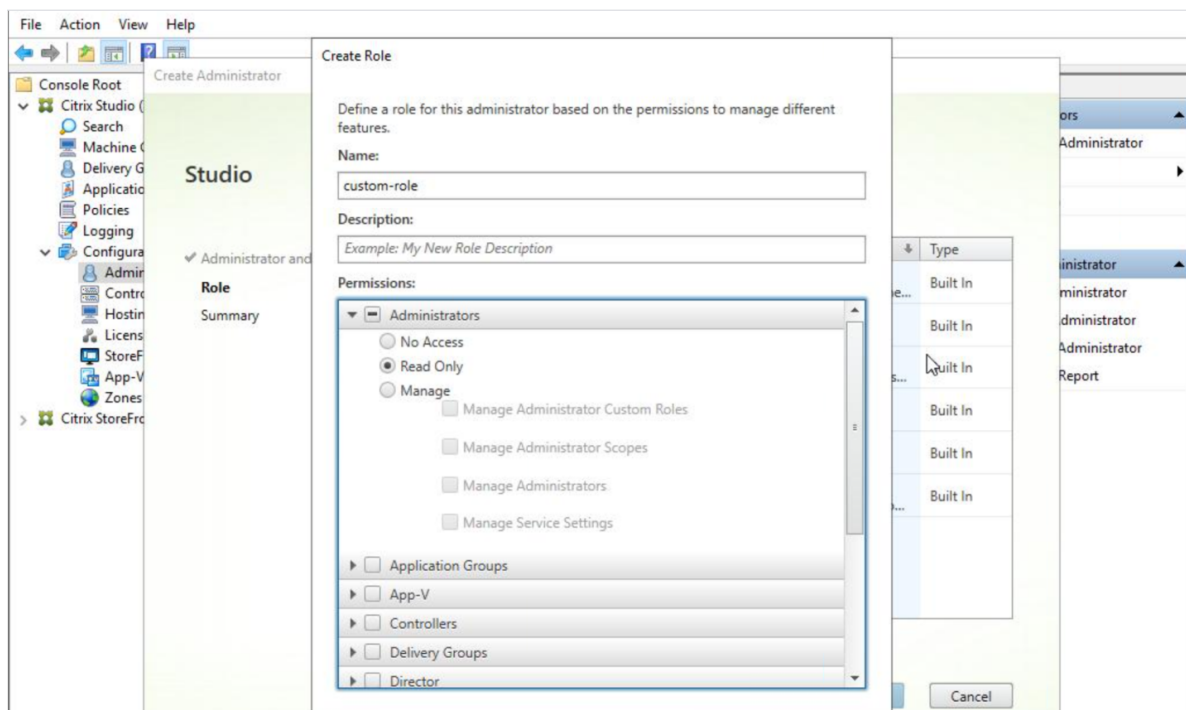 File Action View Help
Create Role
Create Administrator
Console Root
Citrix Studio (
Search
Machine
Delivery G
Applicatio
Policies
Logging
Configura
Admir
Contro
Hostin
Licens
StoreF
App-V
Zones
Citrix StoreFro
Studio
Administrator and
Role
Summary
Define a role for this administrator based on the permissions to manage different
features.
Name:
custom-role
Description:
Example: My New Role Description
Permissions:
Administrators
No Access
Read Only
Manage
Manage Administrator Custom Roles
Manage Administrator Scopes
Manage Administrators
Manage Service Settings
Application Groups
App-V
Controllers
Delivery Groups
Director
Type
Built In
e...
Built In
Built In
s...
Built In
Built In
Built In
Cancel
ors
Administrator
inistrator
ministrator
dministrator
Administrator
Report